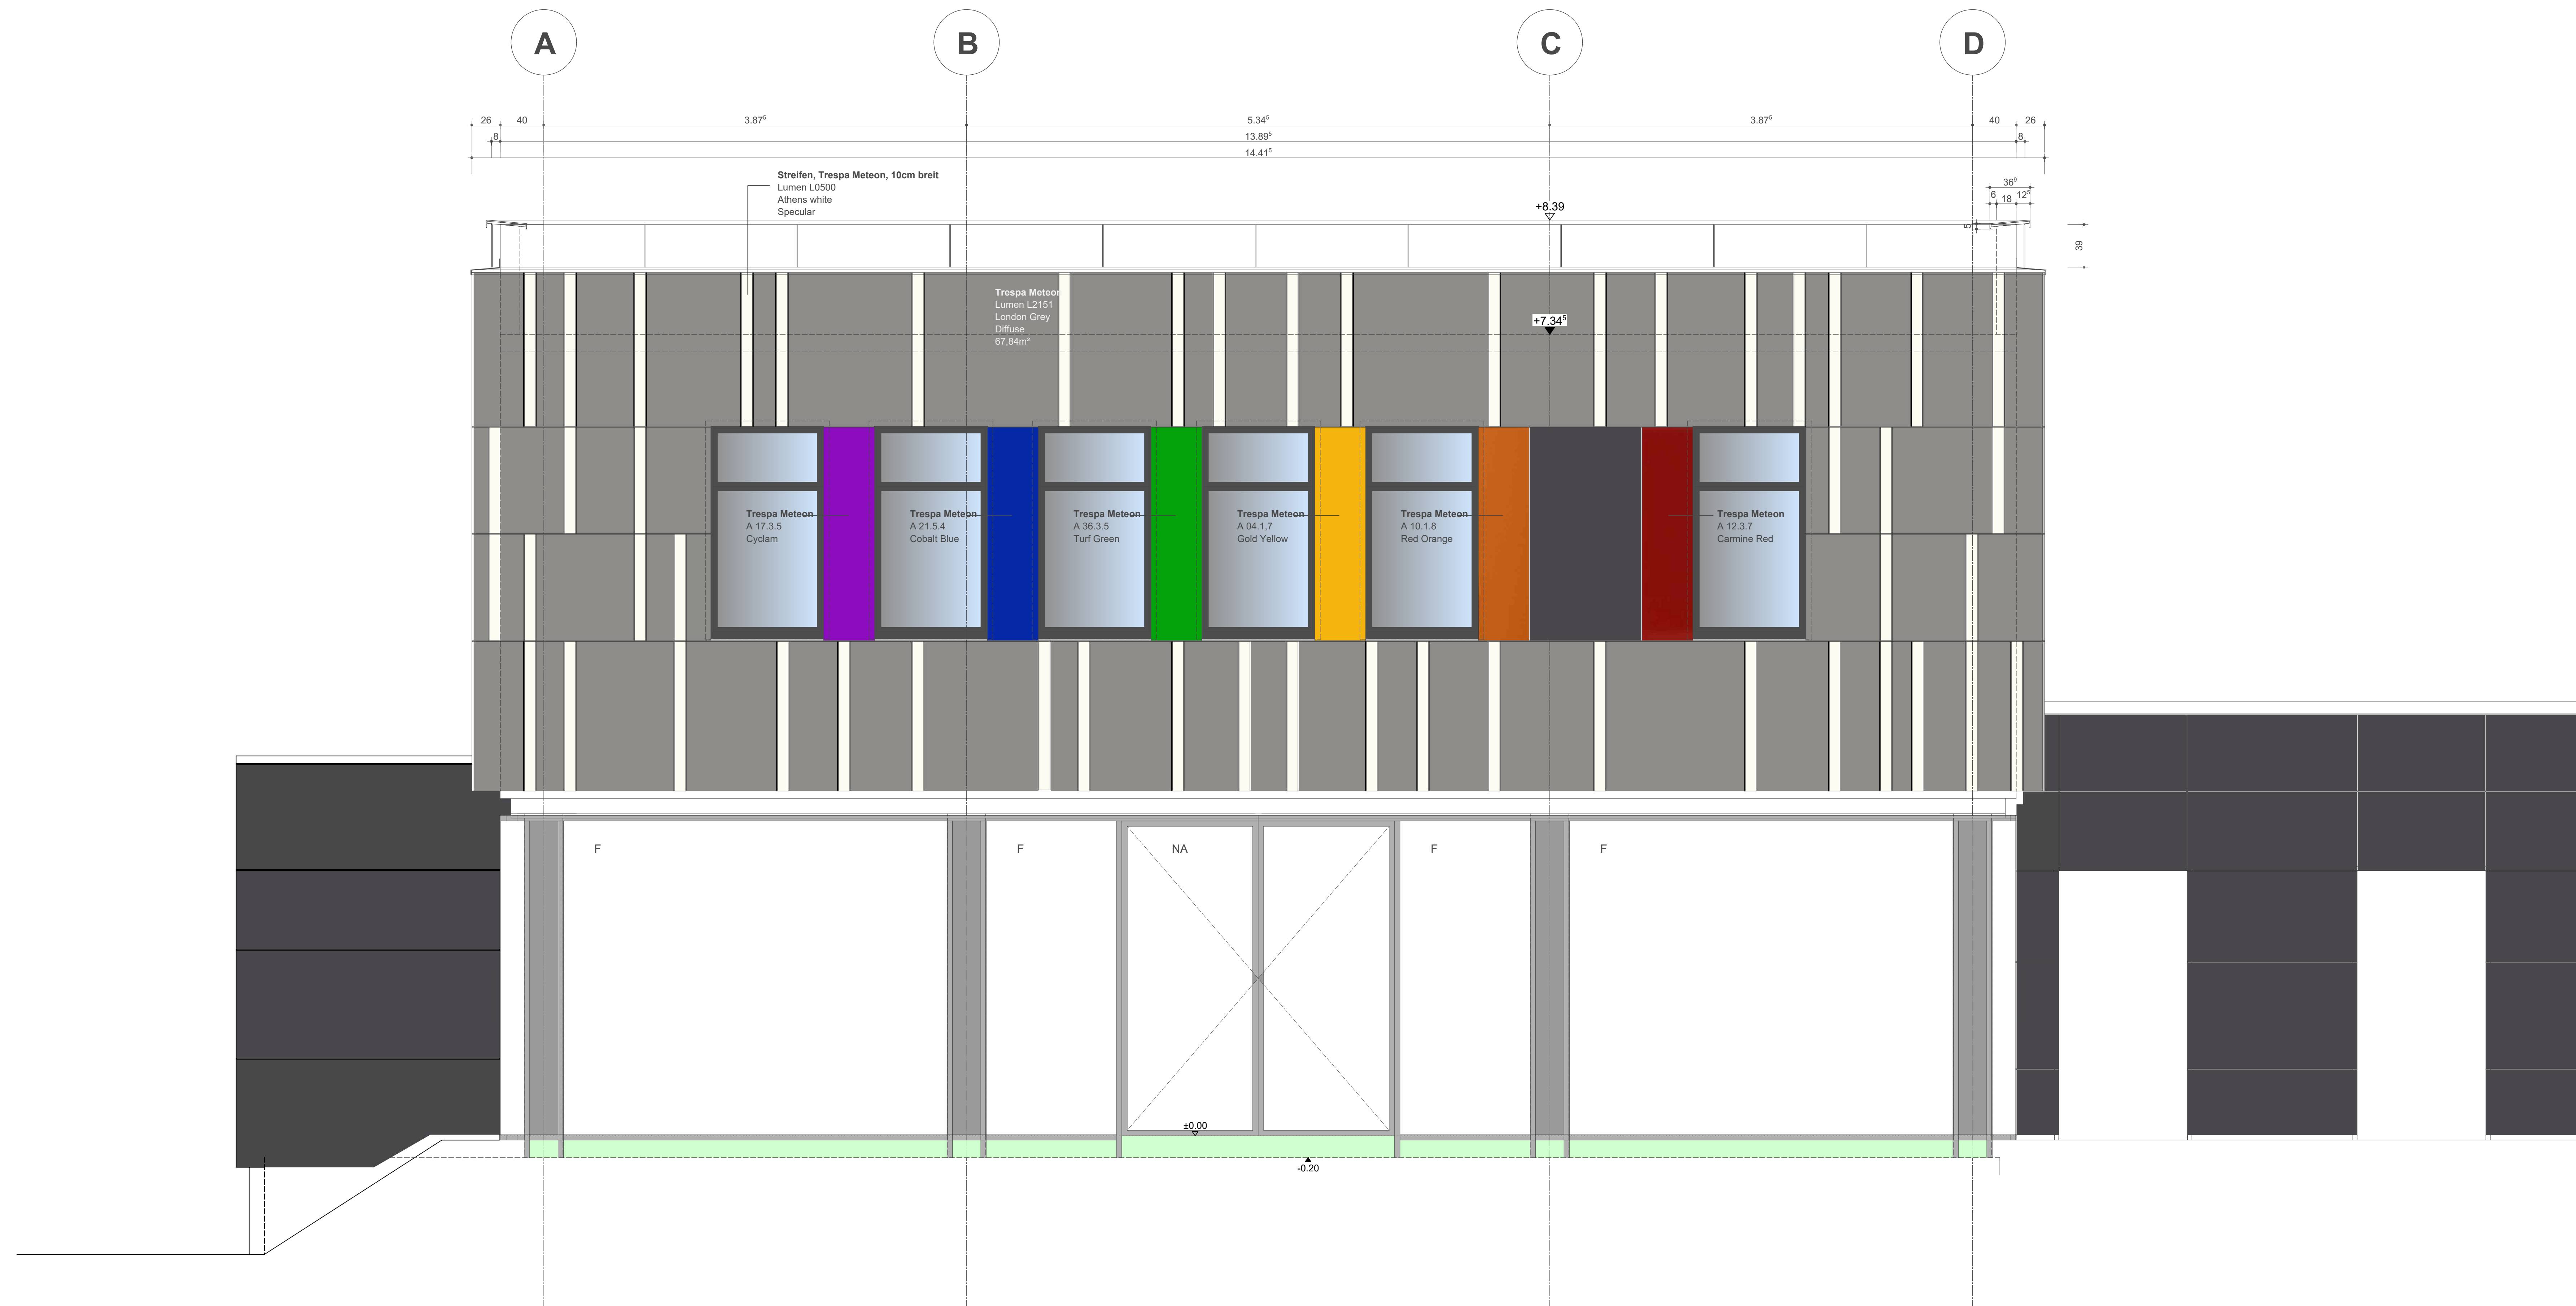 A
B
C
D
26
40
3.87⁵
5.34⁵
3.87⁵
40
26
8
13.89⁵
8
14.41⁵
Streifen, Trespa Meteon, 10cm breit
Lumen L0500
Athens white
Specular
36⁹
6
18
12⁹
+8.39
5
39
Trespa Meteon
Lumen L2151
London Grey
Diffuse
67,84m²
+7.34⁵
Trespa Meteon
A 17.3.5
Cyclam
Trespa Meteon
A 21.5.4
Cobalt Blue
Trespa Meteon
A 36.3.5
Turf Green
Trespa Meteon
A 04.1,7
Gold Yellow
Trespa Meteon
A 10.1.8
Red Orange
Trespa Meteon
A 12.3.7
Carmine Red
F
F
NA
F
F
±0.00
-0.20